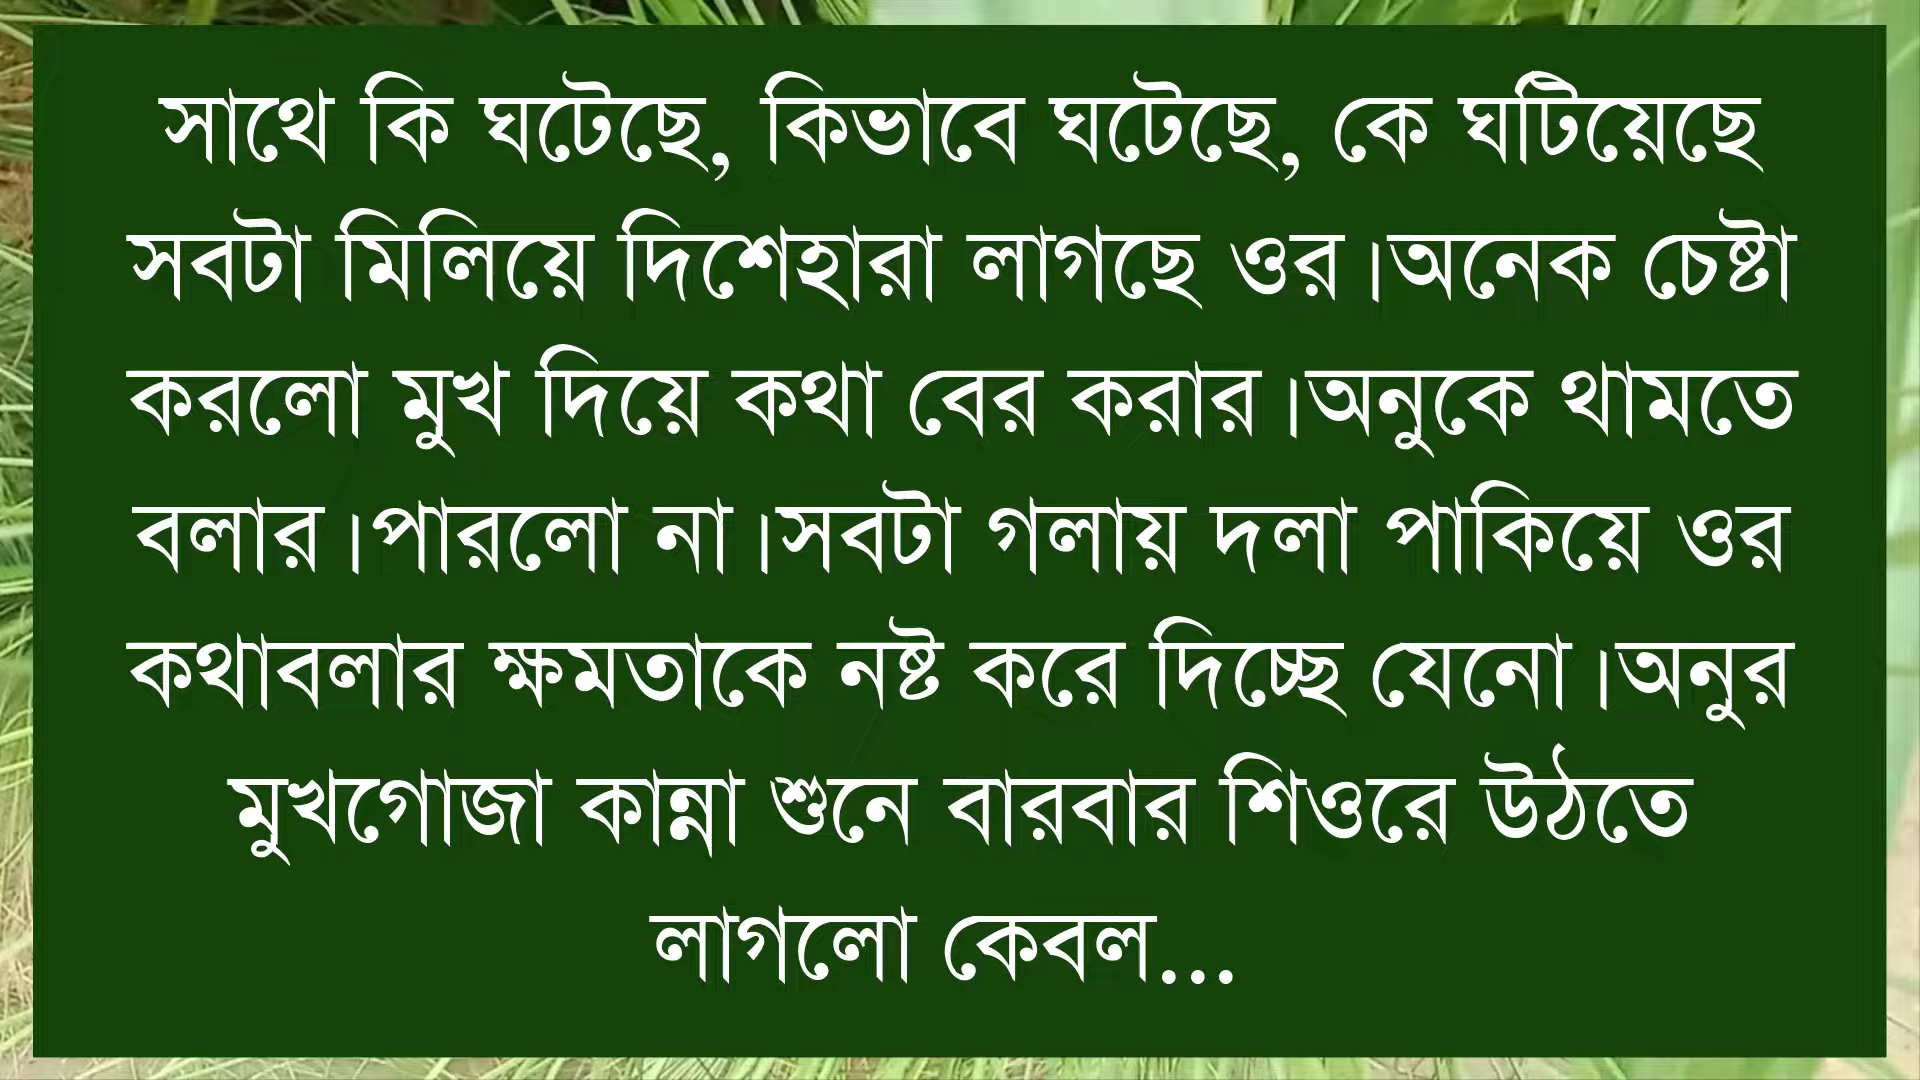 সাথে কি ঘটেছে, কিভাবে ঘটেছে, কে ঘটিয়েছে
সবটা মিলিয়ে দিশেহারা লাগছে ওর।অনেক চেষ্টা
করলো মুখ দিয়ে কথা বের করার।অনুকে থামতে
বলার।পারলো না।সবটা গলায় দলা পাকিয়ে ওর
কথাবলার ক্ষমতাকে নষ্ট করে দিচ্ছে যেনো।অনুর
মুখগোজা কান্না শুনে বারবার শিওরে উঠতে
লাগলো কেবল...